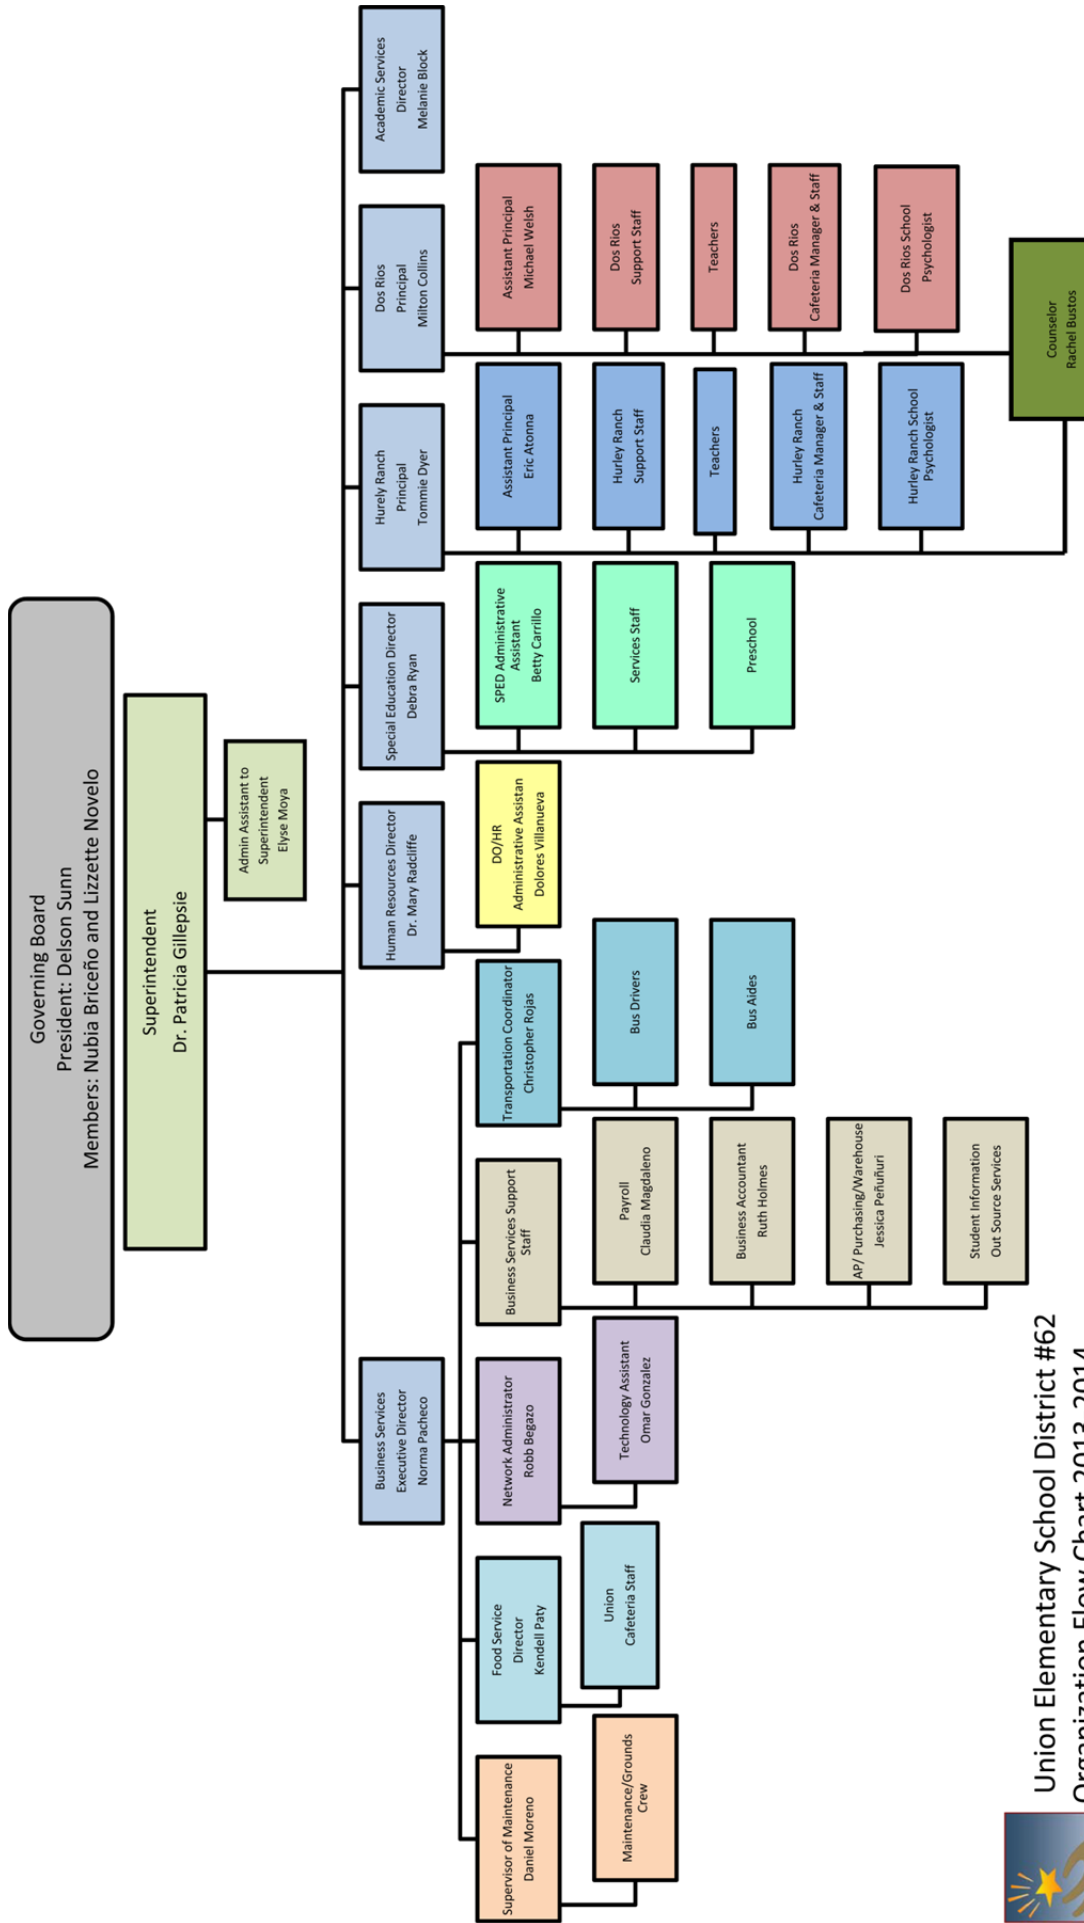 Governing Board
President: Delson Sunn
Members: Nubia Briceño and Lizzette Novelo
Superintendent
Dr. Patricia Gillepsie
Admin Assistant to
Superintendent
Elyse Moya
Business Services
Executive Director
Norma Pacheco
Human Resources Director
Dr. Mary Radcliffe
Special Education Director
Debra Ryan
Hurely Ranch
Principal
Tommie Dyer
Dos Rios
Principal
Milton Collins
Academic Services
Director
Melanie Block
Supervisor of Maintenance
Daniel Moreno
Food Service
Director
Kendell Paty
Network Administrator
Robb Begazo
Business Services Support
Staff
Transportation Coordinator
Christopher Rojas
DO/HR
Administrative Assistan
Dolores Villanueva
SPED Administrative
Assistant
Betty Carrillo
Assistant Principal
Eric Atonna
Assistant Principal
Michael Welsh
Maintenance/Grounds
Crew
Union
Cafeteria Staff
Technology Assistant
Omar Gonzalez
Payroll
Claudia Magdaleno
Bus Drivers
Services Staff
Hurley Ranch
Support Staff
Dos Rios
Support Staff
Business Accountant
Ruth Holmes
Bus Aides
Preschool
Teachers
Teachers
AP/ Purchasing/Warehouse
Jessica Peñuñuri
Hurley Ranch
Cafeteria Manager & Staff
Dos Rios
Cafeteria Manager & Staff
Student Information
Out Source Services
Hurley Ranch School
Psychologist
Dos Rios School
Psychologist
Counselor
Rachel Bustos
Union Elementary School District #62
Organization Flow Chart 2013-2014